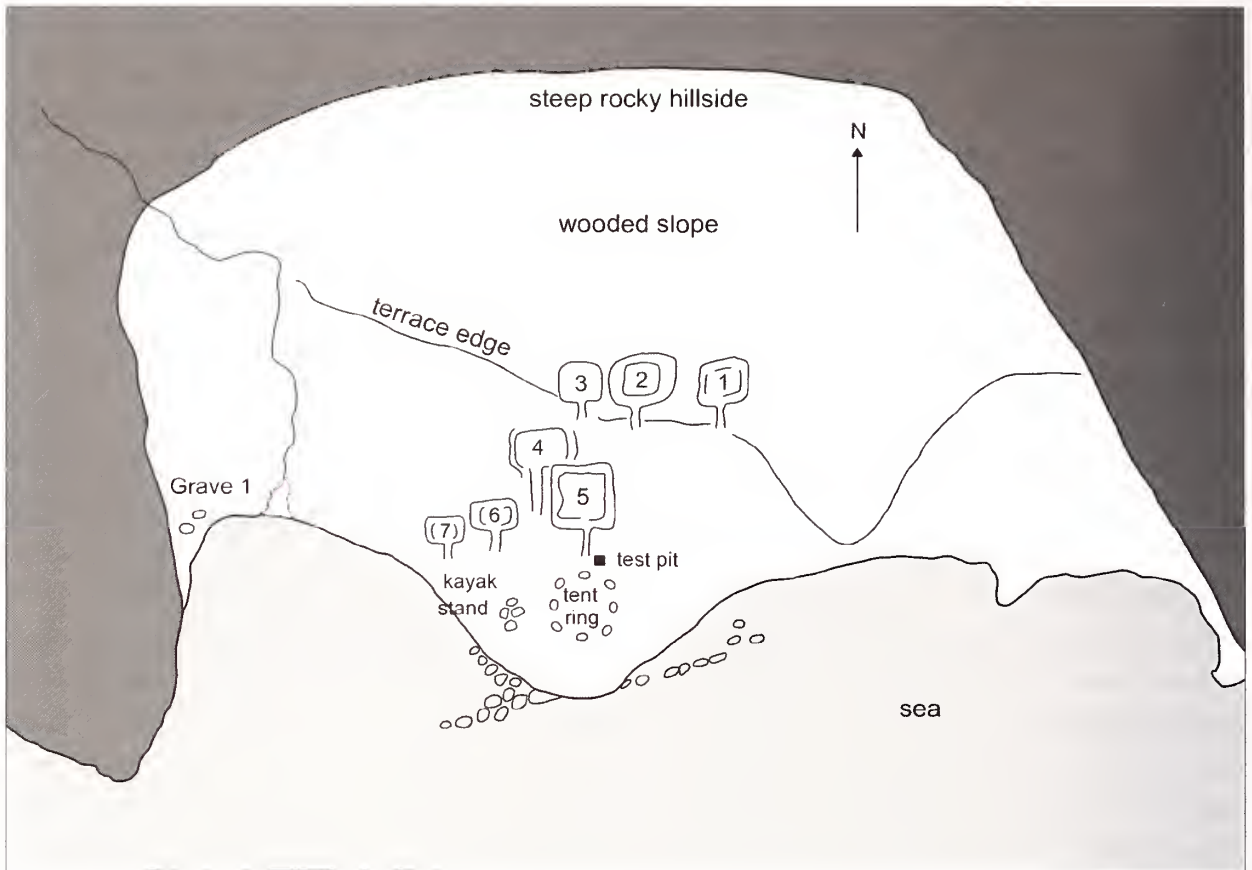 steep rocky hillside
N
wooded slope
terrace edge
3
2
1
4
5
Grave 1
(6)
(7)
test pit
kayak
stand
tent
ring
sea